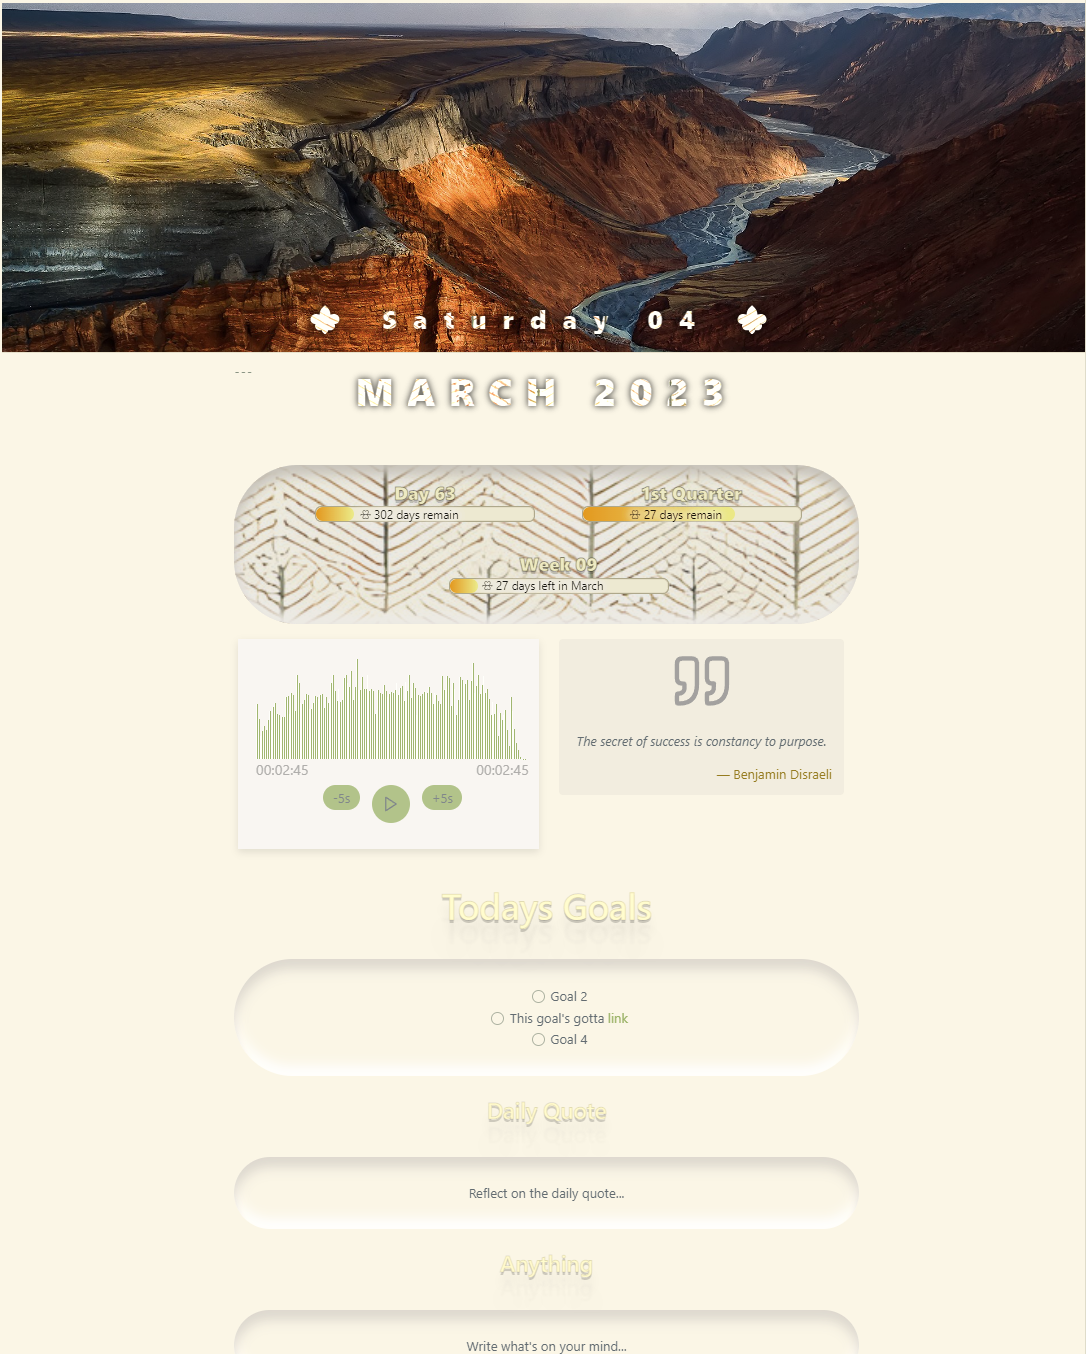 Saturday 04
---
MARCH 2023
Day 63
302 days remain
1st Quarter
27 days remain
Week 09
27 days left in March
00:02:45
00:02:45
-5s
+5s
The secret of success is constancy to purpose.
— Benjamin Disraeli
Todays Goals
Goal 2
This goal's gotta link
Goal 4
Daily Quote
Reflect on the daily quote...
Anything
Write what's on your mind...